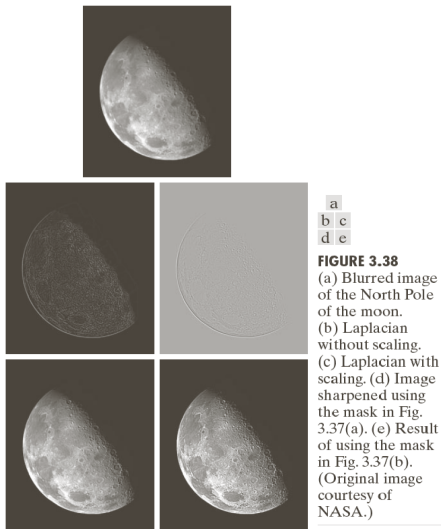 a
b c
d e
FIGURE 3.38
(a) Blurred image
of the North Pole
of the moon.
(b) Laplacian
without scaling.
(c) Laplacian with
scaling. (d) Image
sharpened using
the mask in Fig.
3.37(a). (e) Result
of using the mask
in Fig. 3.37(b).
(Original image
courtesy of
NASA.)